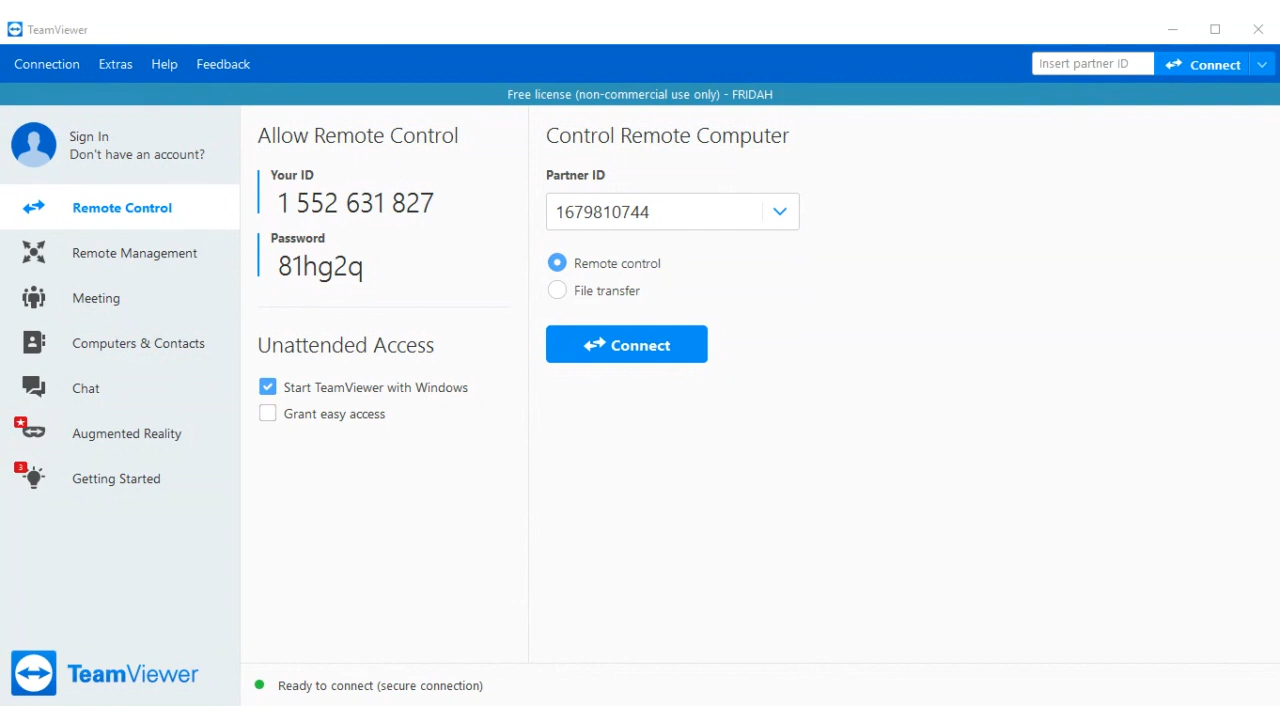 TeamViewer
Connection Extras Help Feedback
Insert partner ID Connect
Free license (non-commercial use only) - FRIDAH
Sign In
Don't have an account?
Remote Control
Remote Management
Meeting
Computers & Contacts
Chat
Augmented Reality
3
Getting Started
TeamViewer
Allow Remote Control
Your ID
1 552 631 827
Password
81hg2q
Unattended Access
Start TeamViewer with Windows
Grant easy access
Control Remote Computer
Partner ID
1679810744
Remote control
File transfer
Connect
Ready to connect (secure connection)